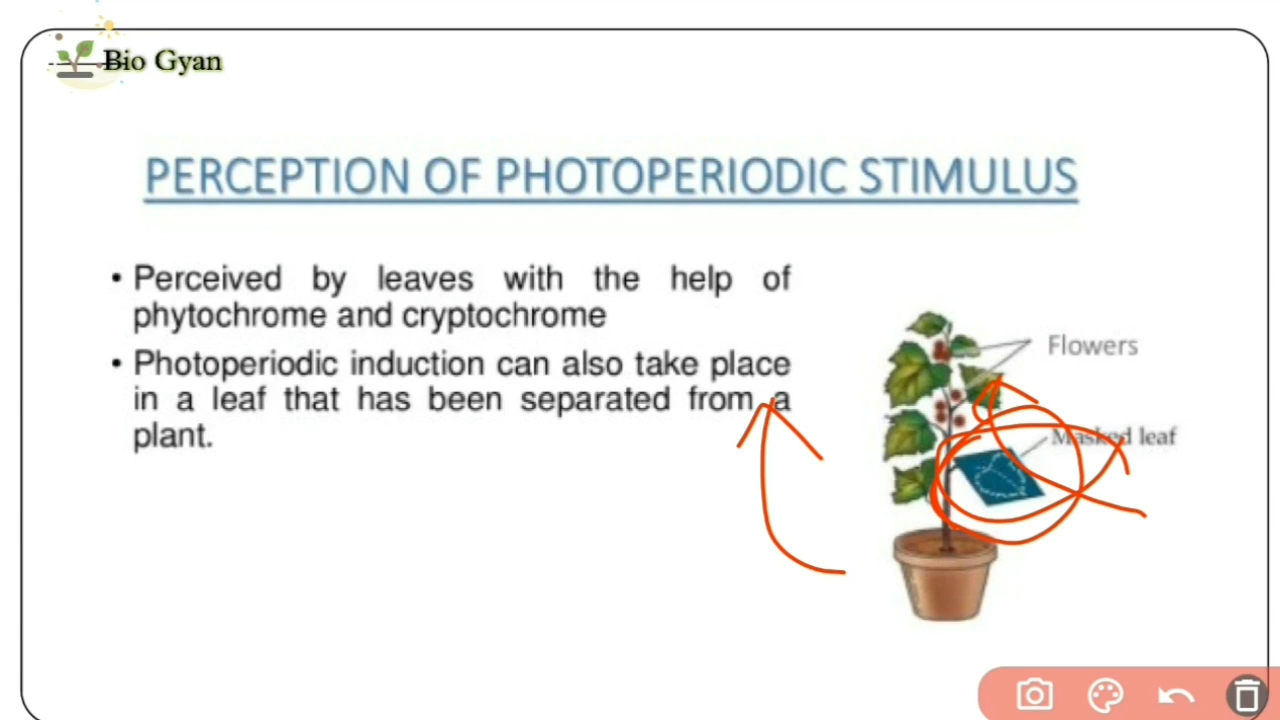 Bio Gyan
PERCEPTION OF PHOTOPERIODIC STIMULUS
• Perceived by leaves with the help of
phytochrome and cryptochrome
• Photoperiodic induction can also take place
in a leaf that has been separated from a
plant.
Flowers
Masked leaf